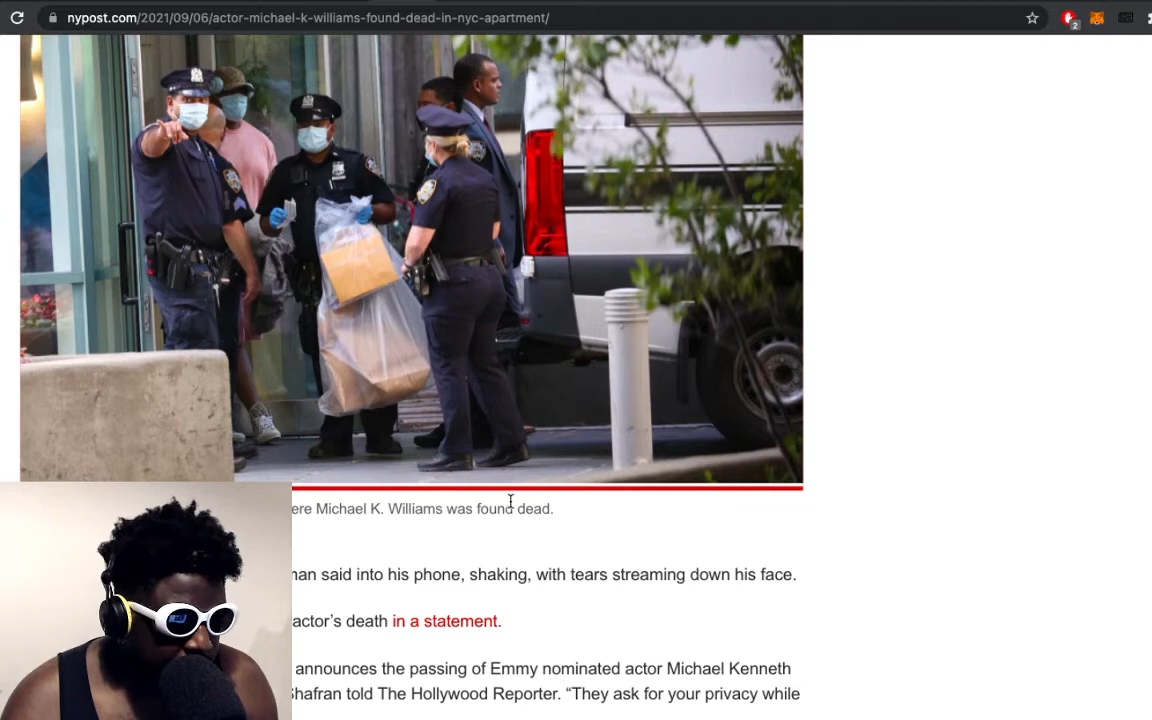 nypost.com/2021/09/06/actor-michael-k-williams-found-dead-in-nyc-apartment/
2
ere Michael K. Williams was found dead.
nan said into his phone, shaking, with tears streaming down his face.
actor’s death in a statement.
announces the passing of Emmy nominated actor Michael Kenneth
Shafran told The Hollywood Reporter. “They ask for your privacy while